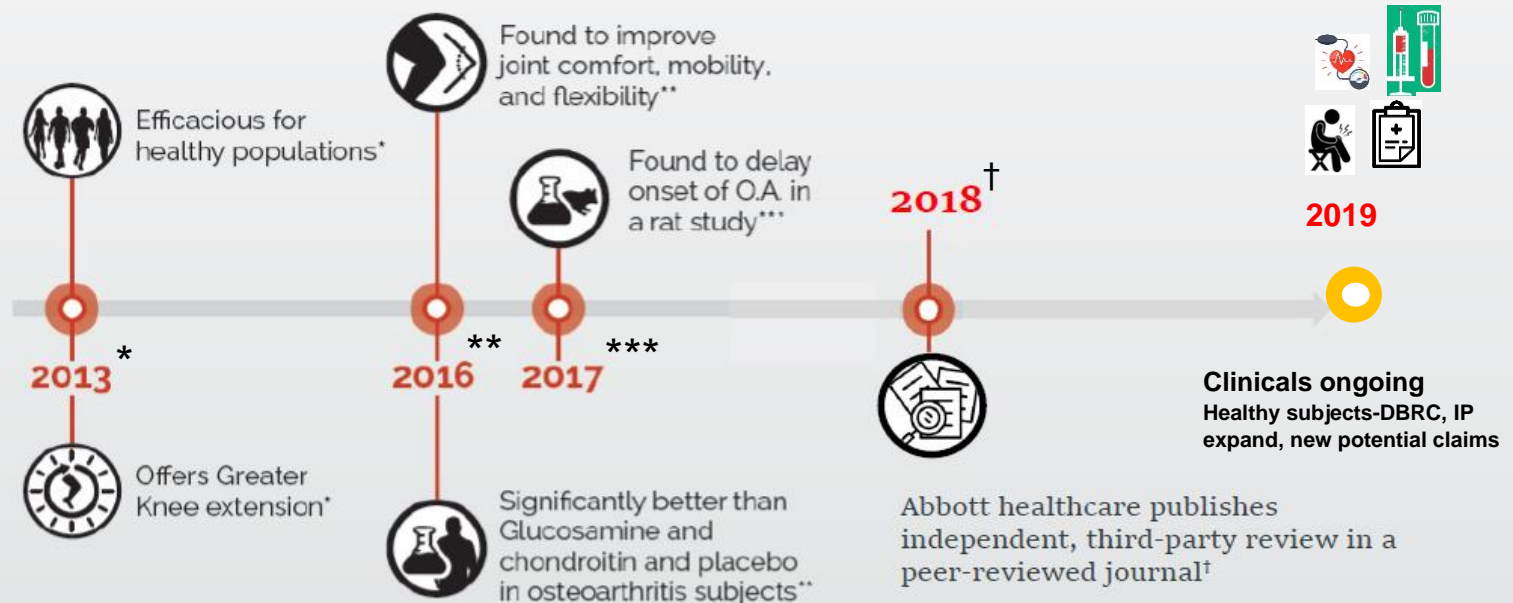 Efficacious for
healthy populations*
2013 *
Offers Greater
Knee extension*
Found to improve
joint comfort, mobility,
and flexibility**
2016 **
Significantly better than
Glucosamine and
chondroitin and placebo
in osteoarthritis subjects**
Found to delay
onset of O.A. in
a rat study***
2017 ***
2018†
Abbott healthcare publishes
independent, third-party review in a
peer-reviewed journal†
2019
Clinicals ongoing
Healthy subjects-DBRC, IP
expand, new potential claims